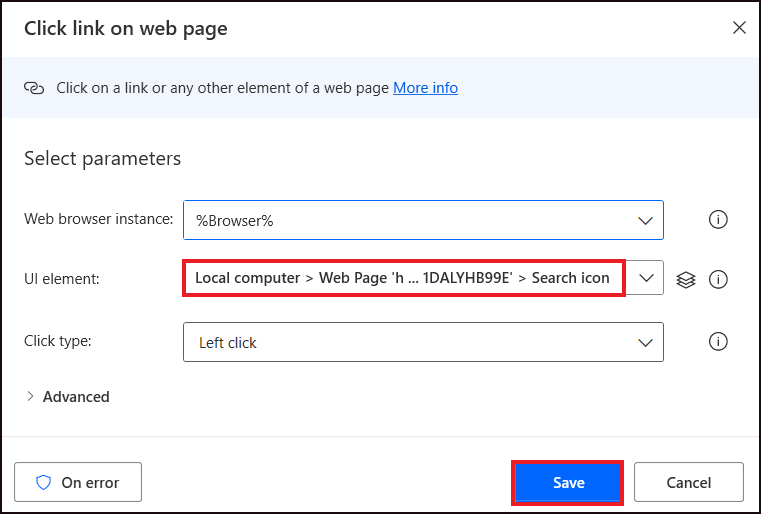 Click link on web page
Click on a link or any other element of a web page More info
Select parameters
Web browser instance: %Browser%
UI element: Local computer > Web Page 'h ... 1DALYHB99E' > Search icon
Click type: Left click
Advanced
On error Save Cancel